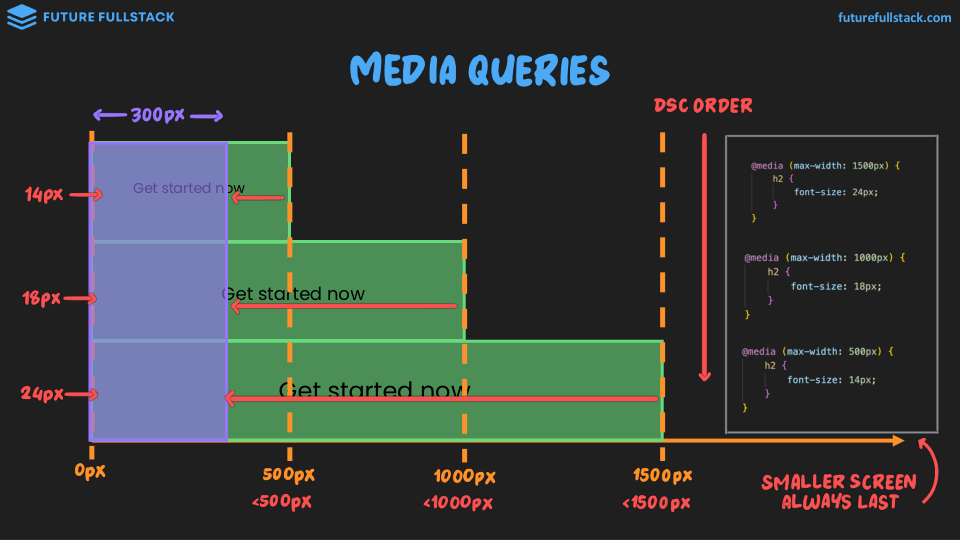 FUTURE FULLSTACK
futurefullstack.com
MEDIA QUERIES
300px
DSC ORDER
14px
Get started now
18px
Get started now
24px
Get started now
@media (max-width: 1500px) {
h2 {
font-size: 24px;
}
}
@media (max-width: 1000px) {
h2 {
font-size: 18px;
}
}
@media (max-width: 500px) {
h2 {
font-size: 14px;
}
}
0px
500px
1000px
1500px
<500px
<1000px
<1500px
SMALLER SCREEN
ALWAYS LAST